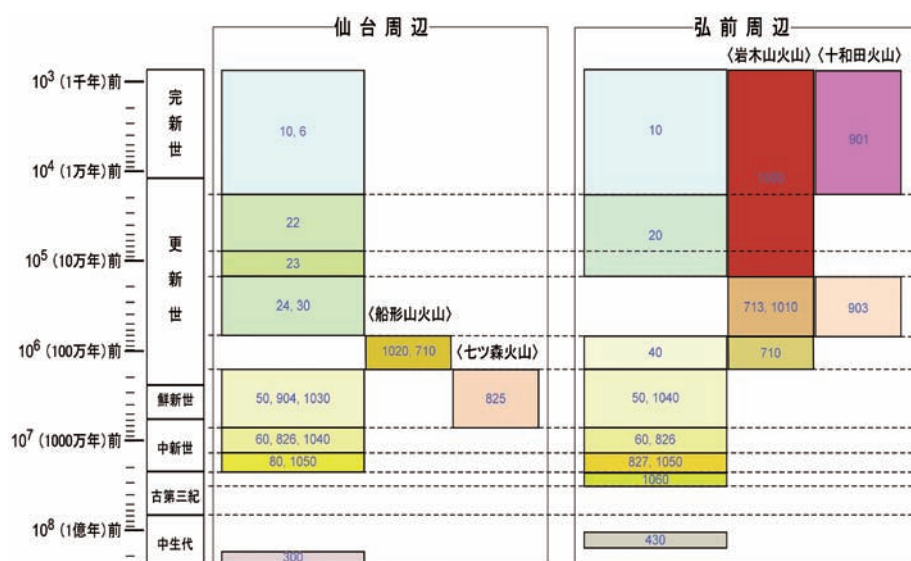 仙台周辺
弘前周辺
〈岩木山火山〉
〈十和田火山〉
10³ (1千年)前
10⁴ (1万年)前
10⁵ (10万年)前
10⁶ (100万年)前
10⁷ (1000万年)前
10⁸ (1億年)前
完新世
更新世
鮮新世
中新世
古第三紀
中生代
10, 6
22
23
24, 30
〈船形山火山〉
1020, 710
〈七ツ森火山〉
50, 904, 1030
825
60, 826, 1040
80, 1050
300
10
901
20
713, 1010
903
40
710
50, 1040
60, 826
827, 1050
1060
430